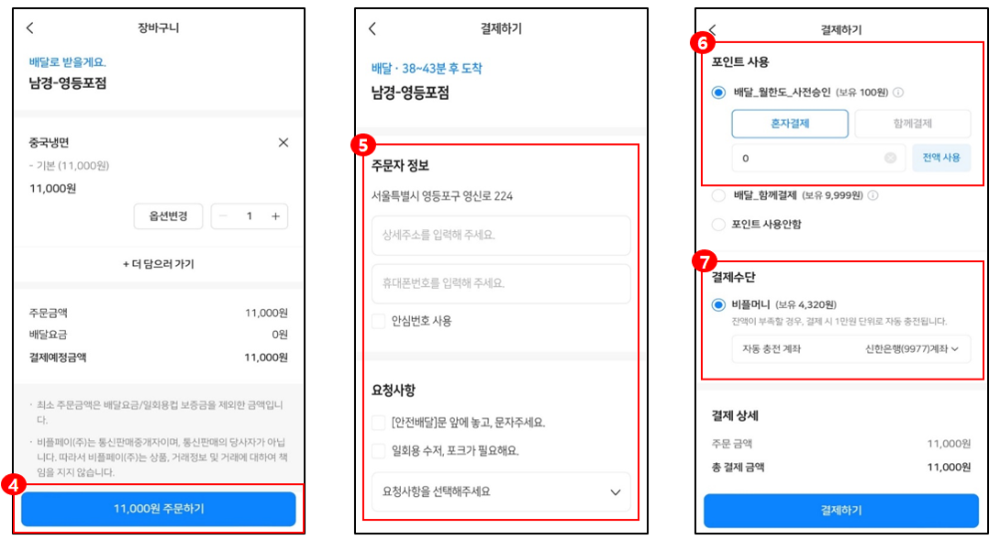 장바구니
배달로 받을게요.
남경-영등포점
중국냉면
- 기본 (11,000원)
11,000원
옵션변경
1
+ 더 담으러 가기
주문금액 11,000원
배달요금 0원
결제예정금액 11,000원
· 최소 주문금액은 배달요금/일회용컵 보증금을 제외한 금액입니
다.
· 비플페이(주)는 통신판매중개자이며, 통신판매의 당사자가 아닙
니다. 따라서 비플페이(주)는 상품, 거래정보 및 거래에 대하여 책
임을 지지 않습니다.
4
11,000원 주문하기
결제하기
배달 · 38~43분 후 도착
남경-영등포점
5
주문자 정보
서울특별시 영등포구 영신로 224
상세주소를 입력해 주세요.
휴대폰번호를 입력해 주세요.
안심번호 사용
요청사항
[안전배달]문 앞에 놓고, 문자주세요.
일회용 수저, 포크가 필요해요.
요청사항을 선택해주세요
결제하기
6
포인트 사용
배달_월한도_사전승인 (보유 100원)
혼자결제 함께결제
0 전액 사용
배달_함께결제 (보유 9,999원)
포인트 사용안함
7
결제수단
비플머니 (보유 4,320원)
잔액이 부족할 경우, 결제 시 1만원 단위로 자동 충전됩니다.
자동 충전 계좌 신한은행(9977)계좌
결제 상세
주문 금액 11,000원
총 결제 금액 11,000원
결제하기